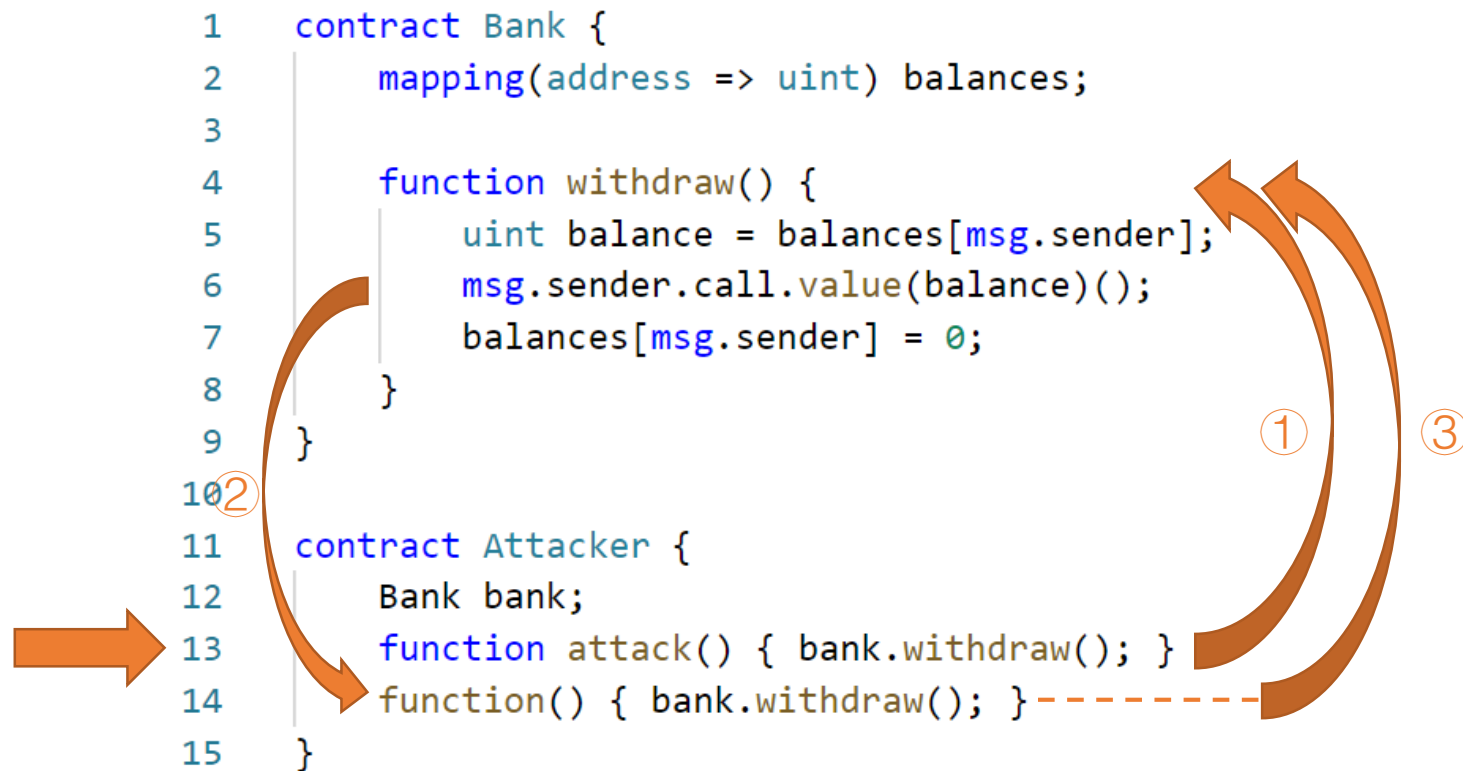 1 contract Bank {
2 mapping(address => uint) balances;
3
4 function withdraw() {
5 uint balance = balances[msg.sender];
6 msg.sender.call.value(balance)();
7 balances[msg.sender] = 0;
8 }
9 }
① ③
10 ②
11 contract Attacker {
12 Bank bank;
13 function attack() { bank.withdraw(); }
14 function() { bank.withdraw(); }
15 }